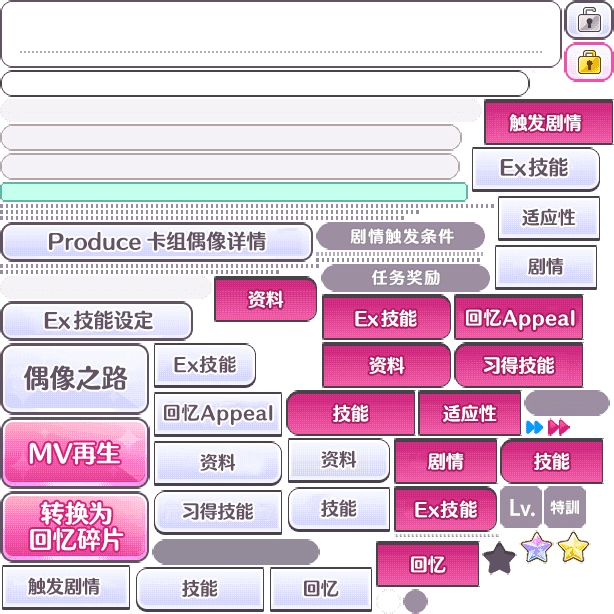 触发剧情
Ex技能
适应性
Produce 卡组偶像详情
剧情触发条件
剧情
任务奖励
资料
Ex技能设定
Ex技能
回忆Appeal
偶像之路
Ex技能
资料
习得技能
回忆Appeal
技能
适应性
MV再生
资料
资料
剧情
技能
转换为
回忆碎片
习得技能
技能
Ex技能
Lv.
特訓
触发剧情
技能
回忆
回忆